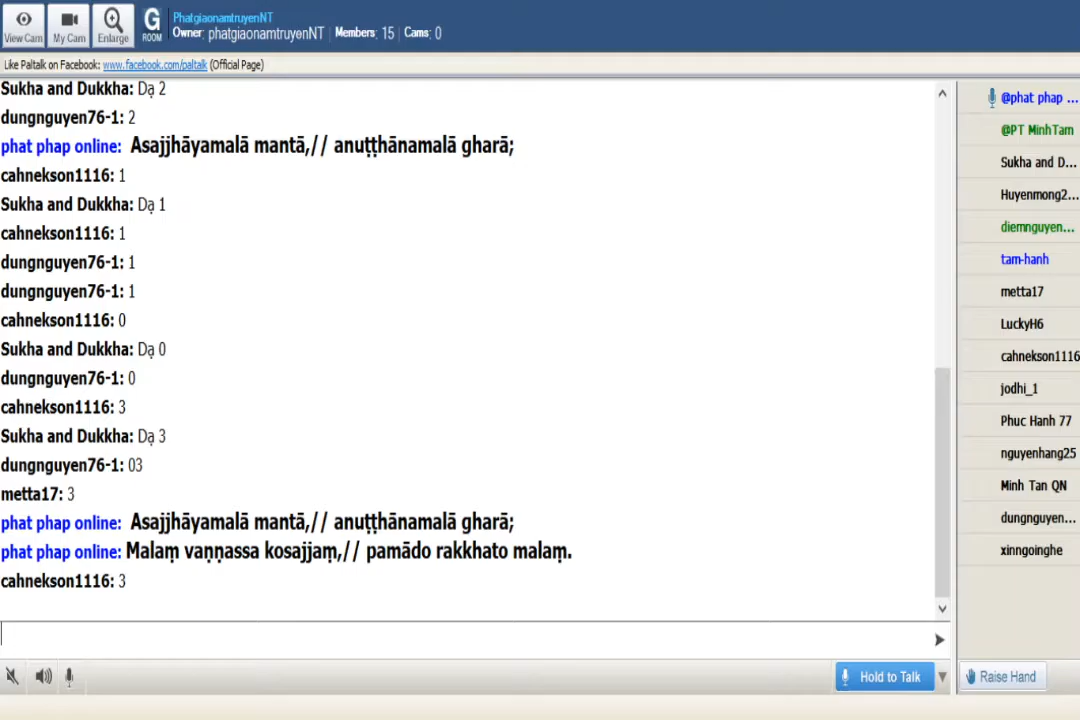 PhatgiaonamtruyenNT
G
ROOM
Owner: phatgiaonamtruyenNT Members: 15 Cams: 0
View Cam My Cam Enlarge
Like Paltalk on Facebook: www.facebook.com/paltalk (Official Page)
Sukha and Dukkha: Dạ 2
dungnguyen76-1: 2
phat phap online: Asajjhāyamalā mantā,// anuṭṭhānamalā gharā;
cahnekson1116: 1
Sukha and Dukkha: Dạ 1
cahnekson1116: 1
dungnguyen76-1: 1
dungnguyen76-1: 1
cahnekson1116: 0
Sukha and Dukkha: Dạ 0
dungnguyen76-1: 0
cahnekson1116: 3
Sukha and Dukkha: Dạ 3
dungnguyen76-1: 03
metta17: 3
phat phap online: Asajjhāyamalā mantā,// anuṭṭhānamalā gharā;
phat phap online: Malaṃ vaṇṇassa kosajjaṃ,// pamādo rakkhato malaṃ.
cahnekson1116: 3
@phat phap ...
@PT MinhTam
Sukha and D...
Huyenmong2...
diemnguyen...
tam-hanh
metta17
LuckyH6
cahnekson1116
jodhi_1
Phuc Hanh 77
nguyenhang25
Minh Tan QN
dungnguyen...
xinngoinghe
Hold to Talk
Raise Hand